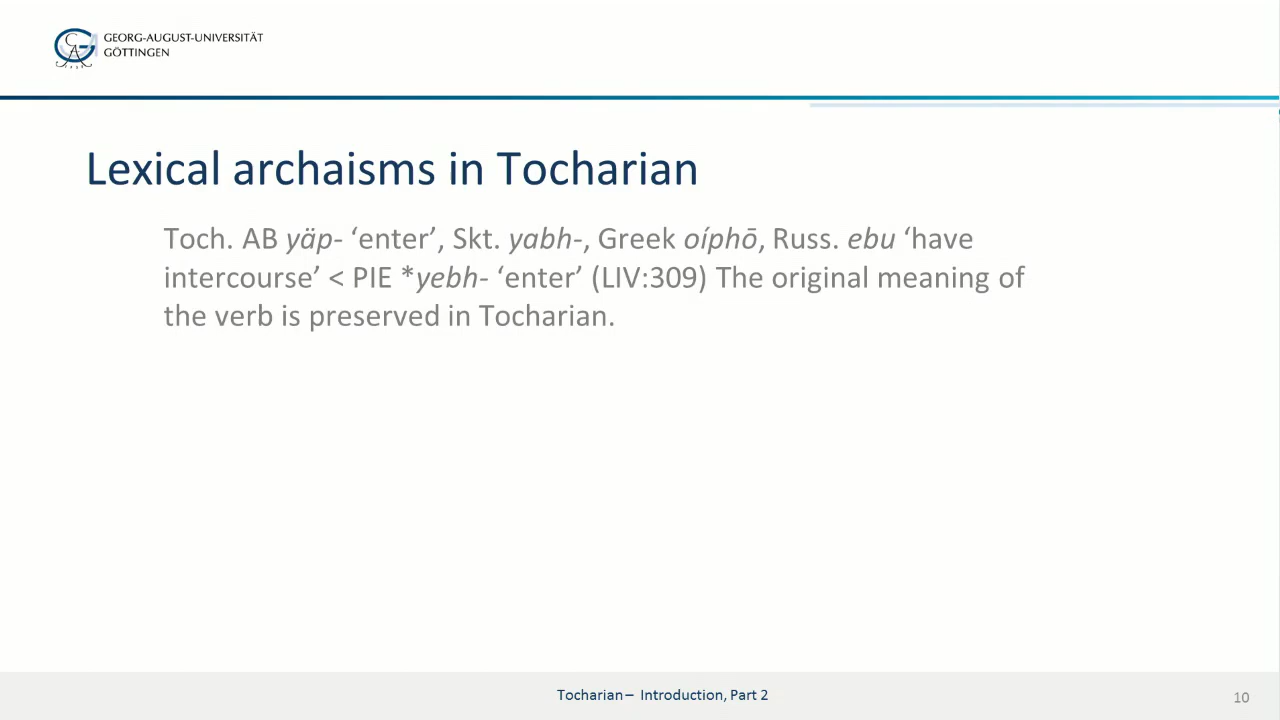 GEORG-AUGUST-UNIVERSITÄT
GÖTTINGEN
Lexical archaisms in Tocharian
Toch. AB yäp- ‘enter’, Skt. yabh-, Greek oíphō, Russ. ebu ‘have
intercourse’ < PIE *yebh- ‘enter’ (LIV:309) The original meaning of
the verb is preserved in Tocharian.
Tocharian – Introduction, Part 2
10